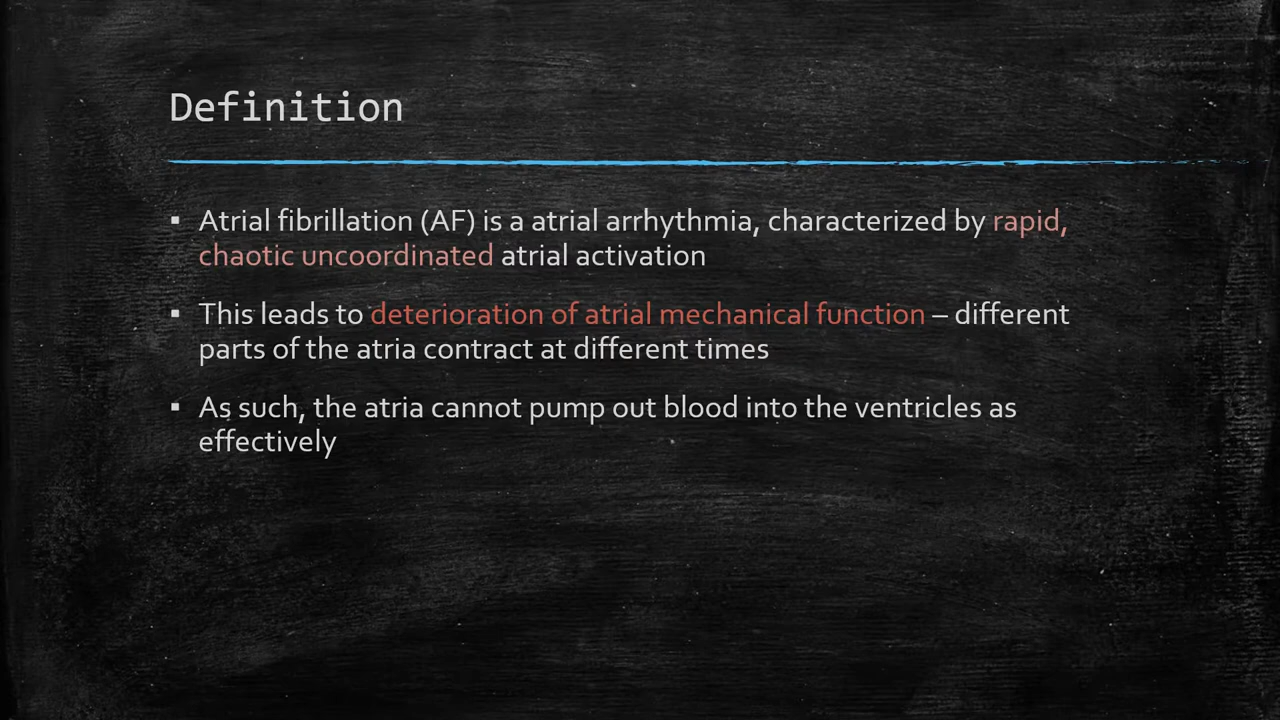 Definition
▪ Atrial fibrillation (AF) is a atrial arrhythmia, characterized by rapid,
chaotic uncoordinated atrial activation
▪ This leads to deterioration of atrial mechanical function – different
parts of the atria contract at different times
▪ As such, the atria cannot pump out blood into the ventricles as
effectively